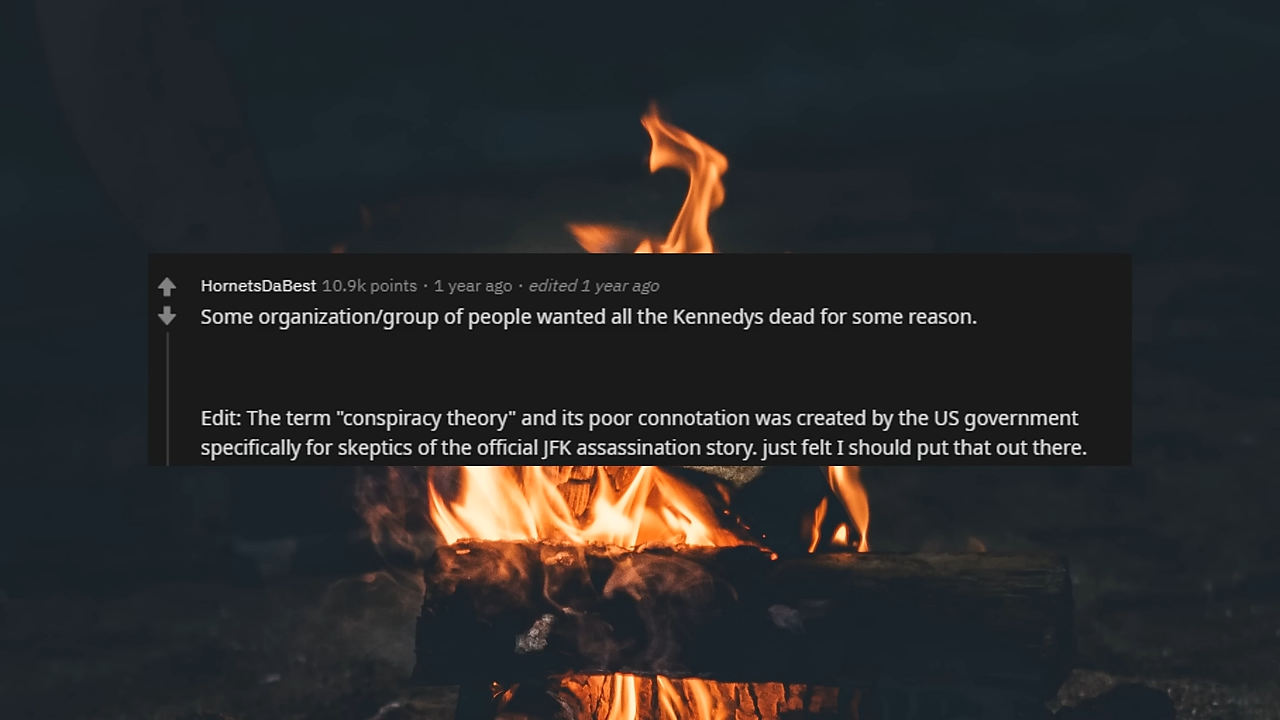 HornetsDaBest 10.9k points · 1 year ago · edited 1 year ago
Some organization/group of people wanted all the Kennedys dead for some reason.
Edit: The term "conspiracy theory" and its poor connotation was created by the US government
specifically for skeptics of the official JFK assassination story. just felt I should put that out there.